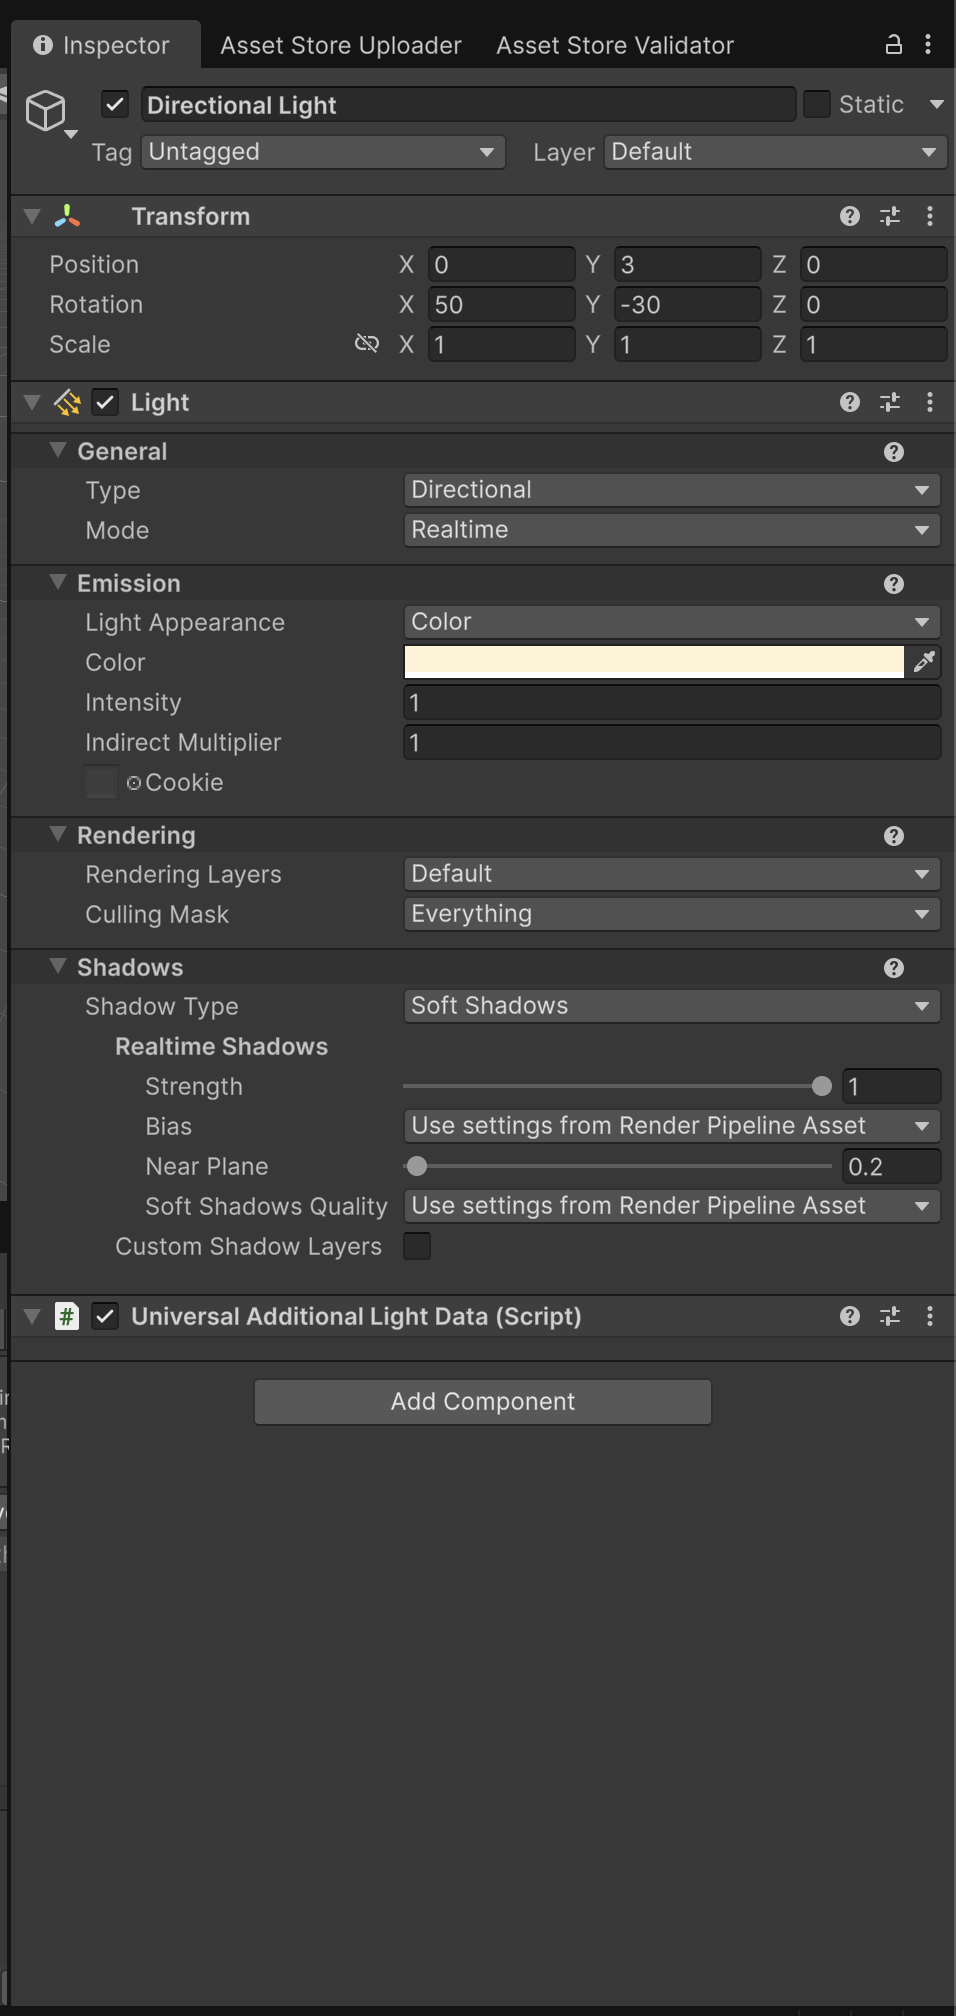 Inspector Asset Store Uploader Asset Store Validator
Directional Light Static
Tag Untagged Layer Default
Transform
Position X 0 Y 3 Z 0
Rotation X 50 Y -30 Z 0
Scale X 1 Y 1 Z 1
Light
General
Type Directional
Mode Realtime
Emission
Light Appearance Color
Color
Intensity 1
Indirect Multiplier 1
Cookie
Rendering
Rendering Layers Default
Culling Mask Everything
Shadows
Shadow Type Soft Shadows
Realtime Shadows
Strength 1
Bias Use settings from Render Pipeline Asset
Near Plane 0.2
Soft Shadows Quality Use settings from Render Pipeline Asset
Custom Shadow Layers
# Universal Additional Light Data (Script)
Add Component